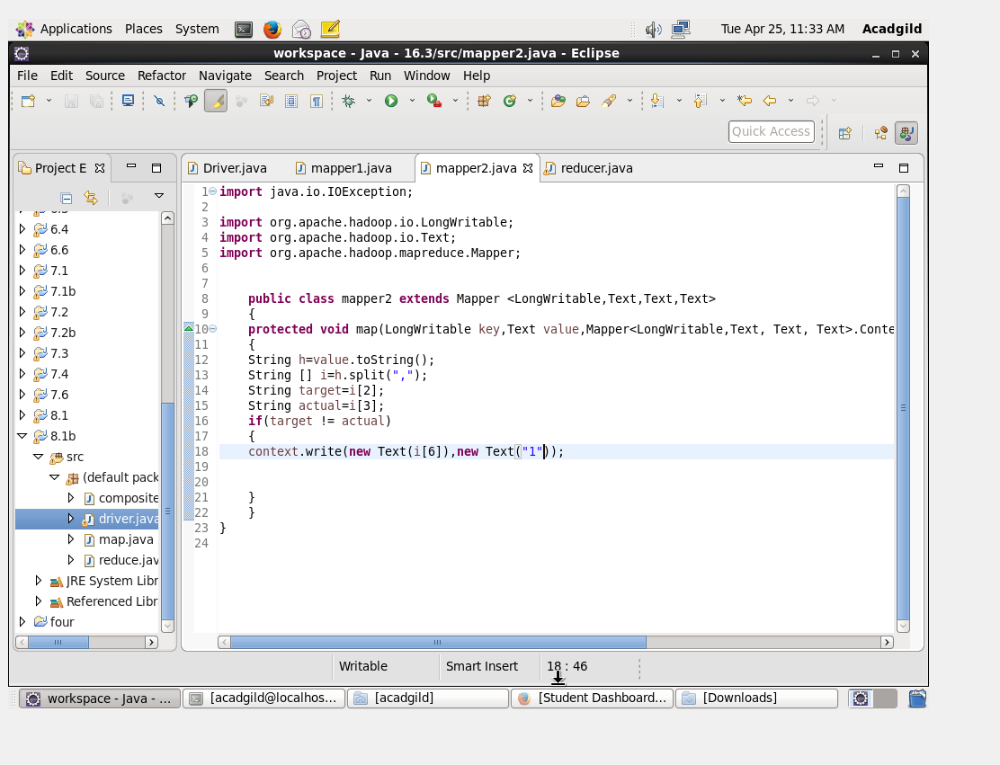 Applications Places System Tue Apr 25, 11:33 AM Acadgild
workspace - Java - 16.3/src/mapper2.java - Eclipse
File Edit Source Refactor Navigate Search Project Run Window Help
Quick Access
Project E
Driver.java mapper1.java mapper2.java reducer.java
6.4
6.6
7.1
7.1b
7.2
7.2b
7.3
7.4
7.6
8.1
8.1b
src
(default pack
composite
driver.java
map.java
reduce.jav
JRE System Libr
Referenced Libr
four
1 import java.io.IOException;
2
3 import org.apache.hadoop.io.LongWritable;
4 import org.apache.hadoop.io.Text;
5 import org.apache.hadoop.mapreduce.Mapper;
6
7
8 public class mapper2 extends Mapper <LongWritable,Text,Text,Text>
9 {
10 protected void map(LongWritable key,Text value,Mapper<LongWritable,Text, Text, Text>.Conte
11 {
12 String h=value.toString();
13 String [] i=h.split(",");
14 String target=i[2];
15 String actual=i[3];
16 if(target != actual)
17 {
18 context.write(new Text(i[6]),new Text("1"));
19
20
21 }
22 }
23 }
24
Writable Smart Insert 18 : 46
workspace - Java - ... [acadgild@localhos... [acadgild] [Student Dashboard... [Downloads]